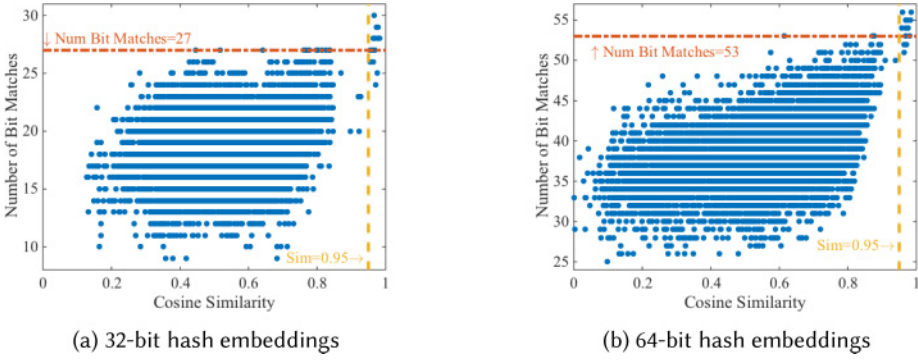 30
25
20
15
10
Number of Bit Matches
↓ Num Bit Matches=27
Sim=0.95→
0 0.2 0.4 0.6 0.8 1
Cosine Similarity
(a) 32-bit hash embeddings
55
50
45
40
35
30
25
Number of Bit Matches
↑ Num Bit Matches=53
Sim=0.95→
0 0.2 0.4 0.6 0.8 1
Cosine Similarity
(b) 64-bit hash embeddings